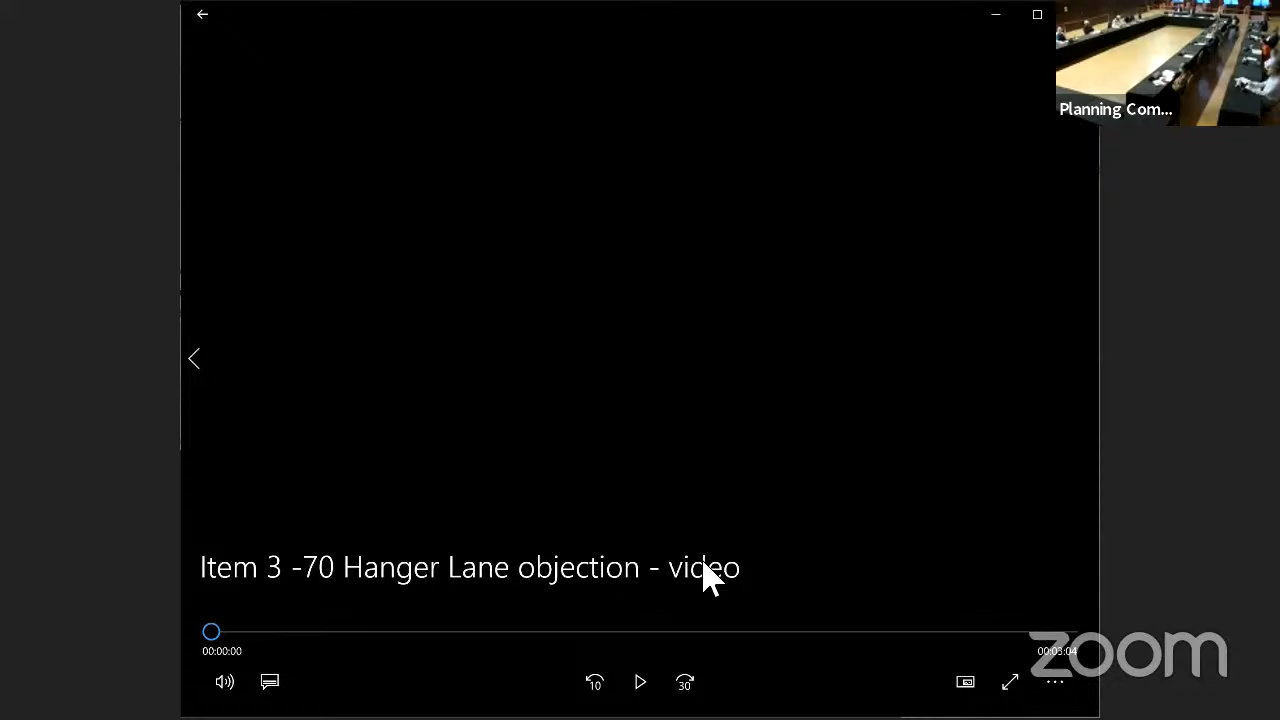 Planning Com...
Item 3 -70 Hanger Lane objection - video
00:00:00
00:03:04
10
30
zoom